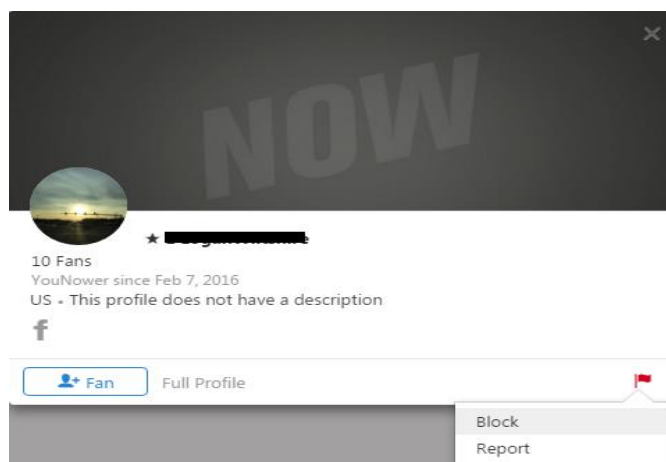 NOW
10 Fans
YouNower since Feb 7, 2016
US - This profile does not have a description
f
Fan
Full Profile
Block
Report